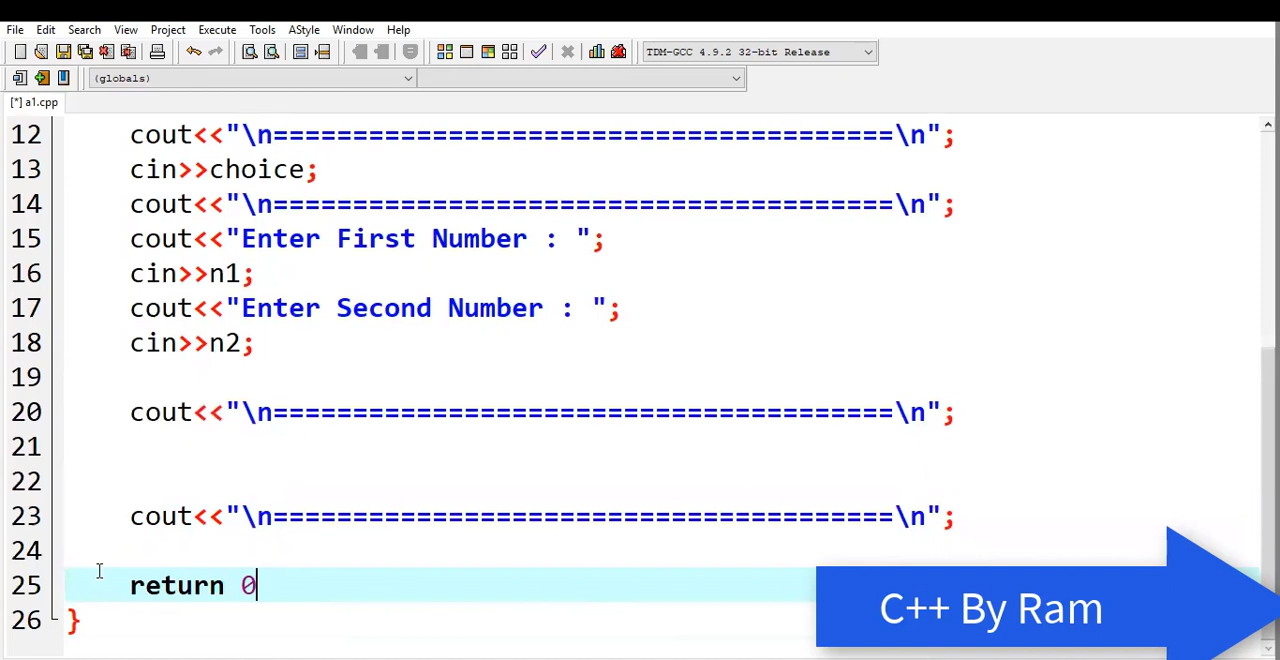 File Edit Search View Project Execute Tools AStyle Window Help
TDM-GCC 4.9.2 32-bit Release
(globals)
[*] a1.cpp
12 cout<<"\n=======================================\n";
13 cin>>choice;
14 cout<<"\n=======================================\n";
15 cout<<"Enter First Number : ";
16 cin>>n1;
17 cout<<"Enter Second Number : ";
18 cin>>n2;
19
20 cout<<"\n=======================================\n";
21
22
23 cout<<"\n=======================================\n";
24
25 return 0
26 }
C++ By Ram